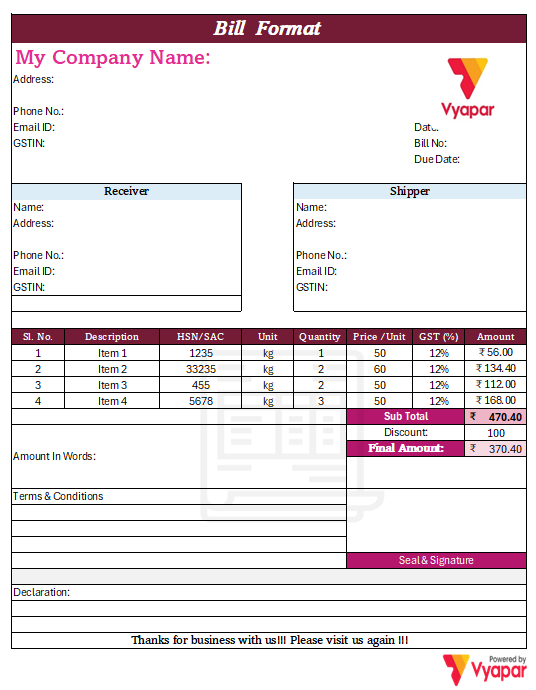 Bill Format
My Company Name:
Address:
Vyapar
Phone No.:
Email ID:
GSTIN:
Bill No:
Due Date:
Receiver Shipper
Name: Name:
Address: Address:
Phone No.: Phone No.:
Email ID: Email ID:
GSTIN: GSTIN:
Sl. No. Description HSN/SAC Unit Quantity Price /Unit GST (%) Amount
1 Item 1 1235 kg 1 50 12% ₹ 56.00
2 Item 2 33235 kg 2 60 12% ₹ 134.40
3 Item 3 455 kg 2 50 12% ₹ 112.00
4 Item 4 5678 kg 3 50 12% ₹ 168.00
Sub Total ₹ 470.40
Discount: 100
Final Amount: ₹ 370.40
Amount In Words:
Terms & Conditions
Seal & Signature
Declaration:
Thanks for business with us!!! Please visit us again !!!
Powered by
Vyapar